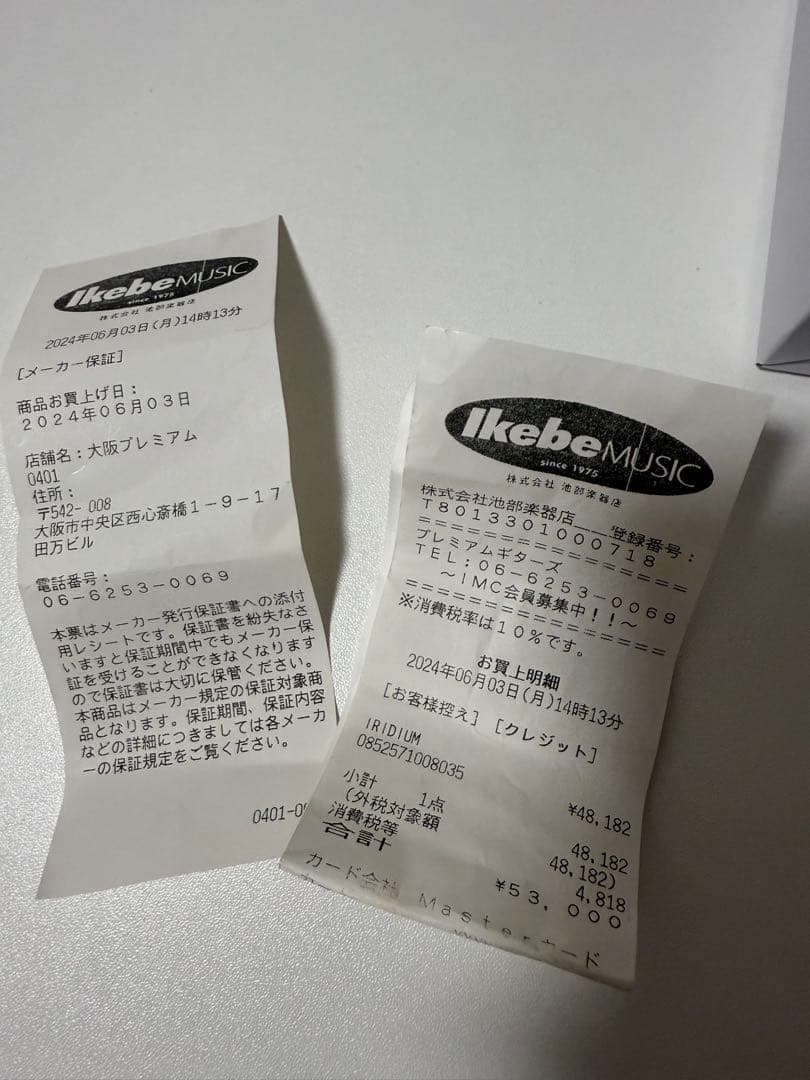 Ikebe MUSIC
since 1975
株式会社 池部楽器店
2024年06月03日(月)14時13分
[メーカー保証]
商品お買上げ日:
2024年06月03日
店舗名:大阪プレミアム
0401
住所:
〒542- 008
大阪市中央区西心斎橋1-9-17
田万ビル
電話番号:
06-6253-0069
本票はメーカー発行保証書への添付
用レシートです。保証書を紛失なさ
いますと保証期間中でもメーカー保
証を受けることができなくなります
ので保証書は大切に保管ください。
本商品はメーカー規定の保証対象商
品となります。保証期間、保証内容
などの詳細につきましては各メーカ
ーの保証規定をご覧ください。
0401-0
Ikebe MUSIC
since 1975
株式会社 池部楽器店
株式会社池部楽器店___登録番号:
T8013301000718
=================
プレミアムギターズ
TEL:06-6253-0069
~IMC会員募集中!!~
=================
※消費税率は10%です。
お買上明細
2024年06月03日(月)14時13分
[お客様控え] [クレジット]
IRIDIUM
0852571008035
¥48,182
小計 1点 48,182
(外税対象額 48,182)
消費税等 4,818
合計 ¥53,000
カード会社 Masterカード